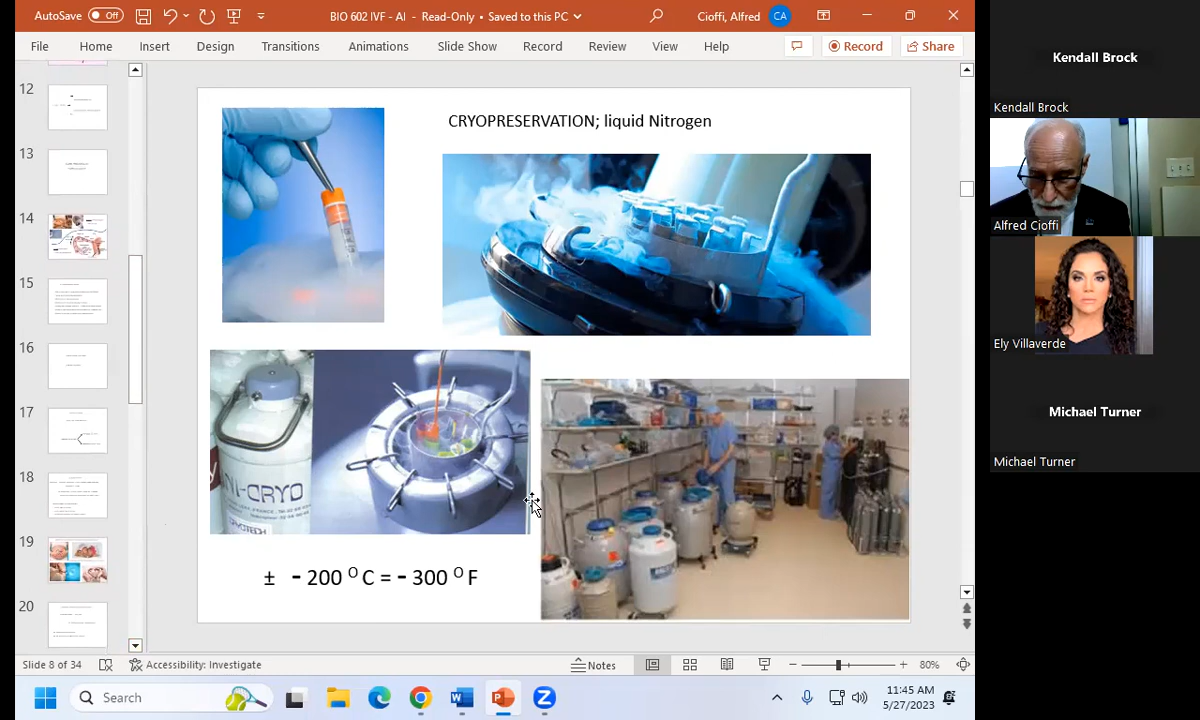 AutoSave Off
BIO 602 IVF - AI - Read-Only • Saved to this PC
Cioffi, Alfred
CA
File Home Insert Design Transitions Animations Slide Show Record Review View Help
Record
Share
12
13
14
15
16
17
18
19
20
CRYOPRESERVATION; liquid Nitrogen
NI-CRYO
± - 200 O C = - 300 O F
Slide 8 of 34
Accessibility: Investigate
Notes
80%
Search
11:45 AM
5/27/2023
Kendall Brock
Kendall Brock
Alfred Cioffi
Ely Villaverde
Michael Turner
Michael Turner